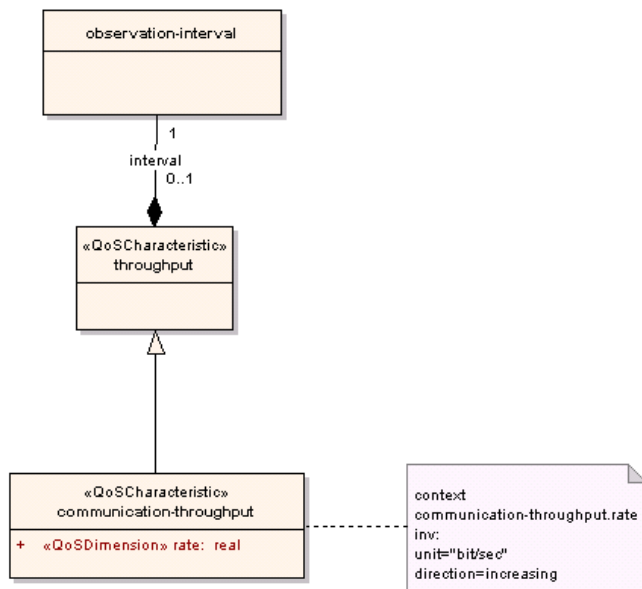 observation-interval
1
interval
0..1
«QoSCharacteristic»
throughput
«QoSCharacteristic»
communication-throughput
+ «QoSDimension» rate: real
context
communication-throughput.rate
inv:
unit="bit/sec"
direction=increasing